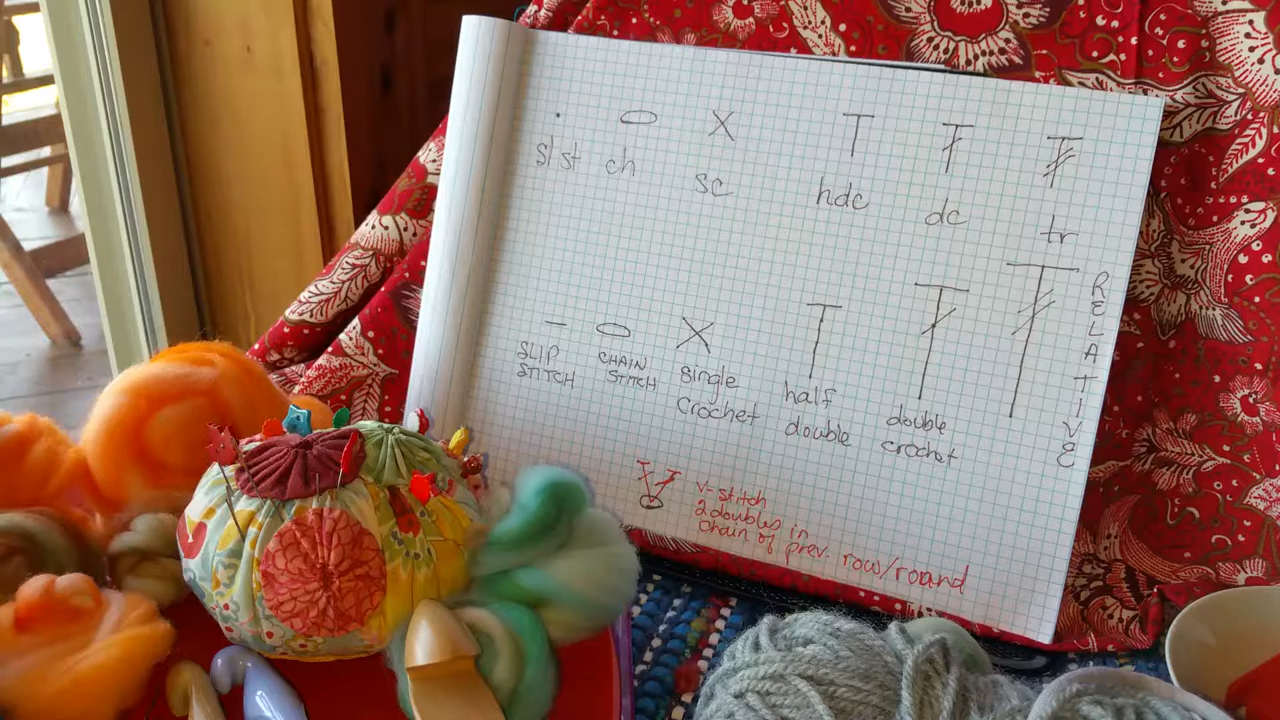 sl st ch sc hdc dc tr
SLIP STITCH
CHAIN STITCH
single crochet
half double
double crochet
RELATIVE
v-stitch
2 doubles in
chain of prev. row/round